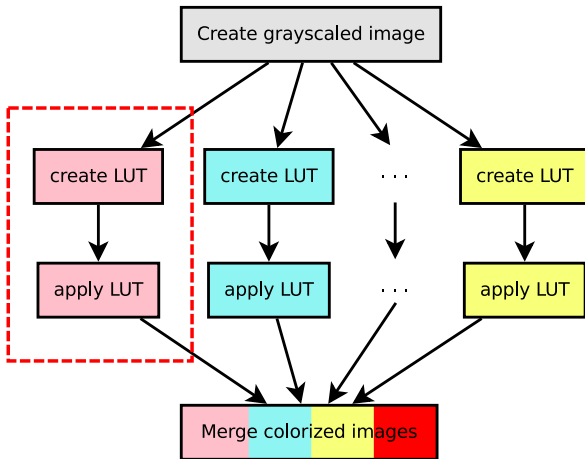 Create grayscaled image
create LUT
create LUT
. . .
create LUT
apply LUT
apply LUT
. . .
apply LUT
Merge colorized images